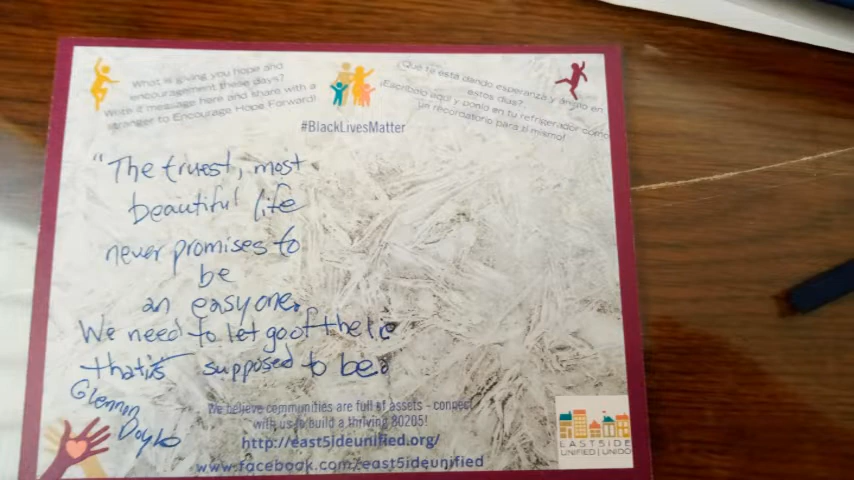 What is giving you hope and
encouragement these days?
Write a message here and share with a
stranger to Encourage Hope Forward!
¿Qué te está dando esperanza y ánimo en
estos días?
¡Escríbelo aquí y ponlo en tu refrigerador como
un recordatorio para ti mismo!
#BlackLivesMatter
"The truest, most
beautiful life
never promises to
be
an easy one.
We need to let go of the lie
that it's supposed to be.
Glennon
Doyle
We believe communities are full of assets - connect
with us to build a thriving 80205!
http://east5ideunified.org/
www.facebook.com/east5ideunified
EAST5IDE
UNIFIED | UNIDO